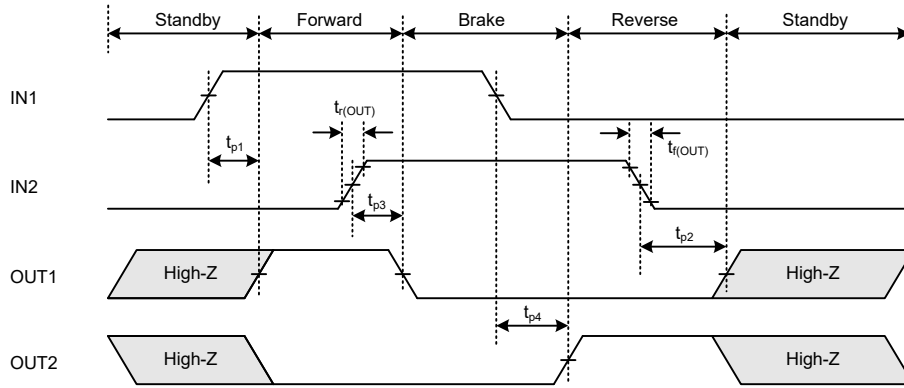 Standby Forward Brake Reverse Standby
IN1
t_r(OUT)
t_p1
t_f(OUT)
IN2
t_p3
t_p2
OUT1
High-Z High-Z
t_p4
OUT2
High-Z High-Z